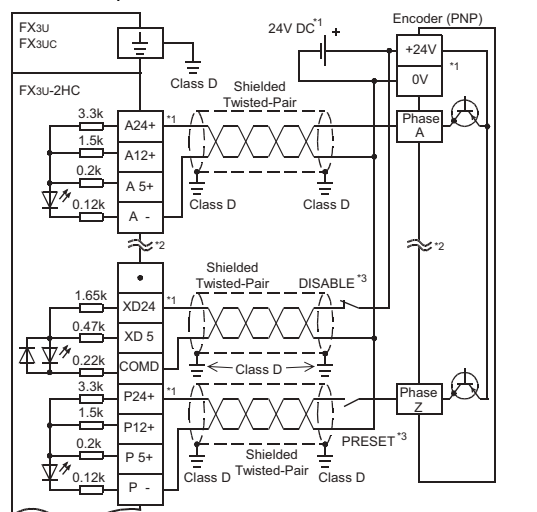 Encoder (PNP)
FX3U
FX3UC
24V DC*1
+
+24V
0V
*1
Class D
FX3U-2HC
Shielded
Twisted-Pair
3.3k
A24+
*1
Phase
A
1.5k
A12+
0.2k
A 5+
0.12k
A -
Class D
Class D
*2
*2
Shielded
Twisted-Pair
DISABLE*3
1.65k
XD24
*1
0.47k
XD 5
0.22k
COMD
Class D
3.3k
P24+
*1
Phase
Z
1.5k
P12+
PRESET*3
0.2k
P 5+
Shielded
Twisted-Pair
0.12k
P -
Class D
Class D